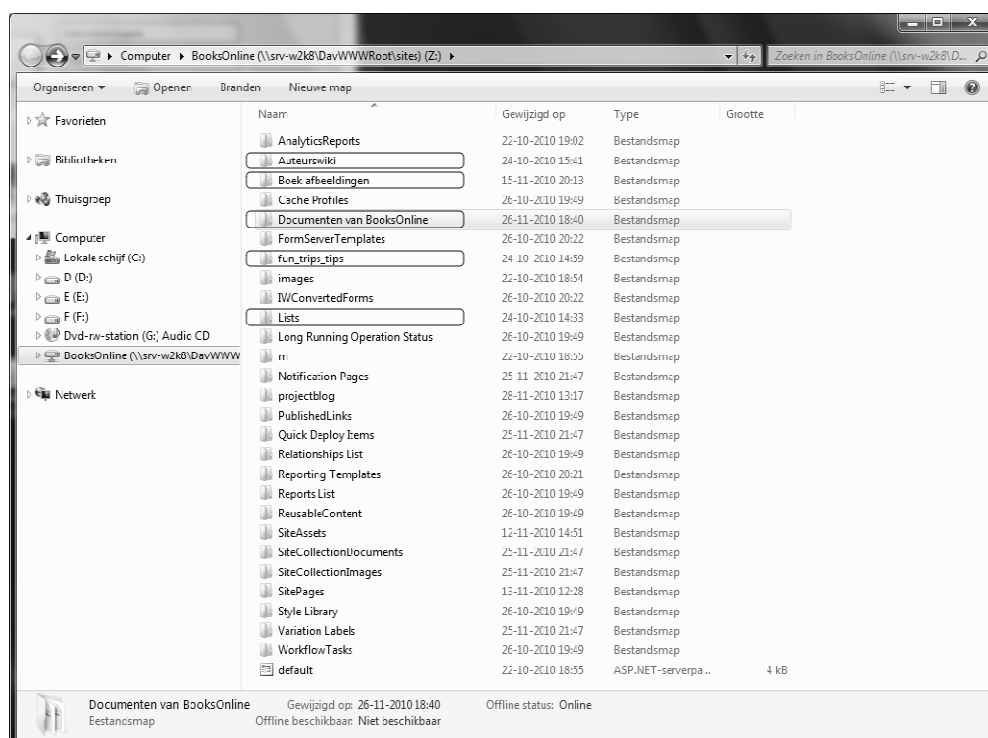 Computer ▸ BooksOnline (\\srv-w2k8\DavWWWRoot\sites) (Z:) ▸
Zoeken in BooksOnline (\\srv-w2k8\D...
Organiseren Openen Branden Nieuwe map
Favorieten
Bibliotheken
Thuisgroep
Computer
Lokale schijf (C:)
D (D:)
E (E:)
F (F:)
Dvd-rw-station (G:) Audio CD
BooksOnline (\\srv-w2k8\DavWWW
Netwerk
Naam Gewijzigd op Type Grootte
AnalyticsReports 22-10-2010 19:02 Bestandsmap
Auteurswiki 24-10-2010 15:41 Bestandsmap
Boek afbeeldingen 15-11-2010 20:13 Bestandsmap
Cache Profiles 26-10-2010 19:49 Bestandsmap
Documenten van BooksOnline 26-11-2010 18:40 Bestandsmap
FormServerTemplates 26-10-2010 20:22 Bestandsmap
fun_trips_tips 24-10-2010 14:59 Bestandsmap
images 22-10-2010 18:54 Bestandsmap
IWConvertedForms 26-10-2010 20:22 Bestandsmap
Lists 24-10-2010 14:33 Bestandsmap
Long Running Operation Status 26-10-2010 19:49 Bestandsmap
m 22-10-2010 18:55 Bestandsmap
Notification Pages 25-11-2010 21:47 Bestandsmap
projectblog 28-11-2010 13:17 Bestandsmap
PublishedLinks 26-10-2010 19:49 Bestandsmap
Quick Deploy Items 25-11-2010 21:47 Bestandsmap
Relationships List 26-10-2010 19:49 Bestandsmap
Reporting Templates 26-10-2010 20:21 Bestandsmap
Reports List 26-10-2010 19:49 Bestandsmap
ReusableContent 26-10-2010 19:49 Bestandsmap
SiteAssets 12-11-2010 14:51 Bestandsmap
SiteCollectionDocuments 25-11-2010 21:47 Bestandsmap
SiteCollectionImages 25-11-2010 21:47 Bestandsmap
SitePages 13-11-2010 12:28 Bestandsmap
Style Library 26-10-2010 19:49 Bestandsmap
Variation Labels 25-11-2010 21:47 Bestandsmap
WorkflowTasks 26-10-2010 19:49 Bestandsmap
default 22-10-2010 18:55 ASP.NET-serverpa... 4 kB
Documenten van BooksOnline Gewijzigd op: 26-11-2010 18:40 Offline status: Online
Bestandsmap Offline beschikbaar: Niet beschikbaar